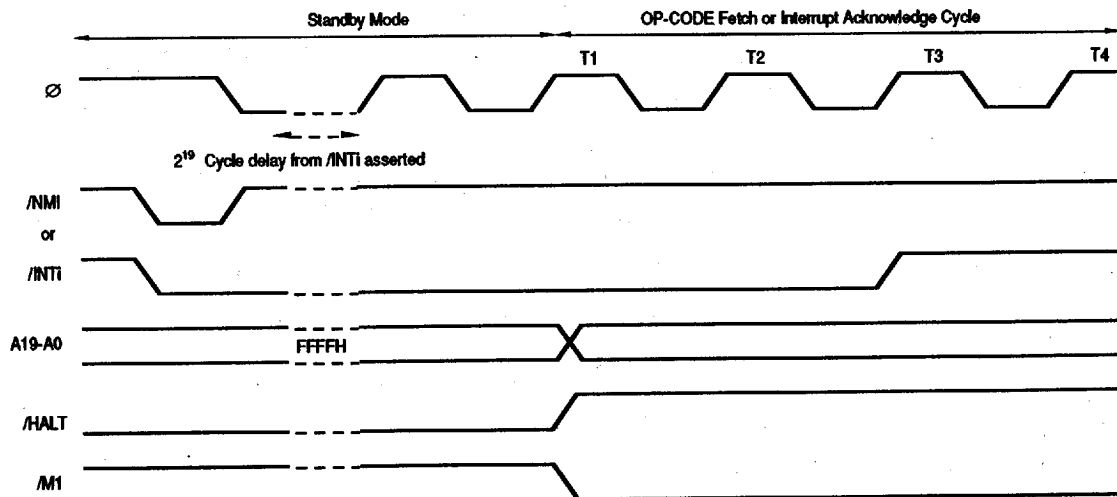 Standby Mode
OP-CODE Fetch or Interrupt Acknowledge Cycle
T1
T2
T3
T4
Ø
2¹⁹ Cycle delay from /INTi asserted
/NMI
or
/INTi
A19-A0
FFFFH
/HALT
/M1